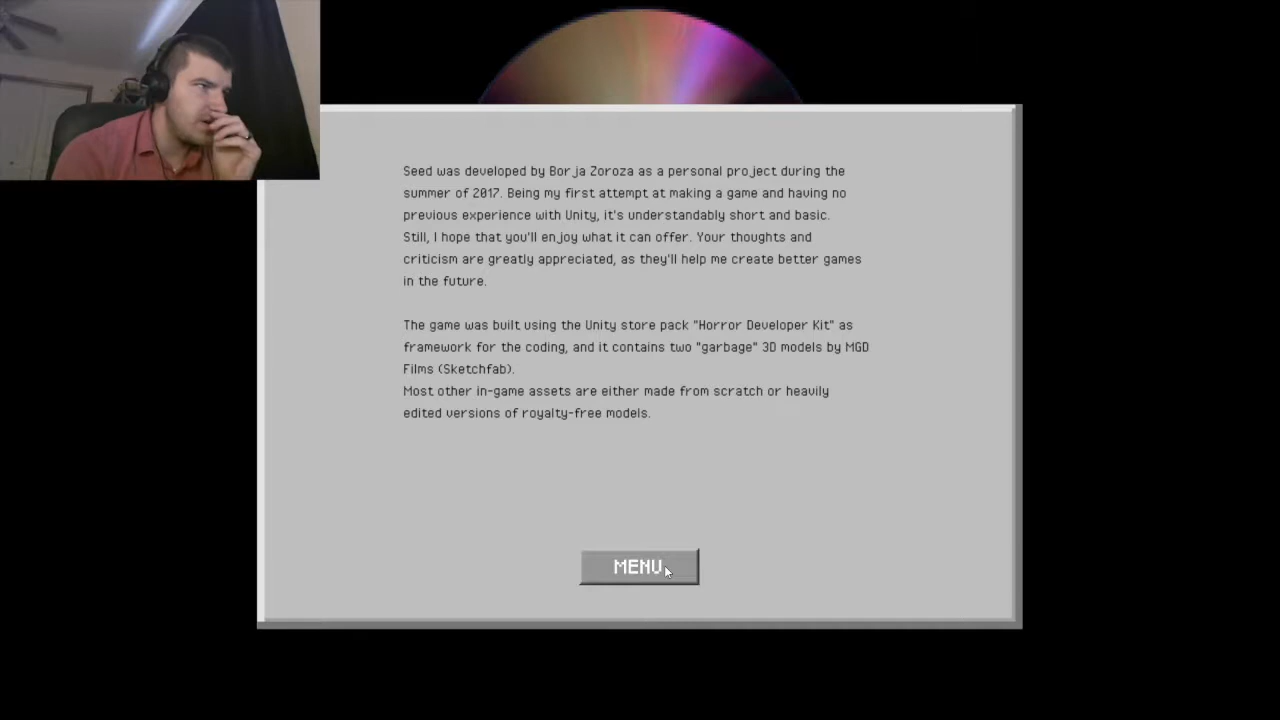 Seed was developed by Borja Zoroza as a personal project during the
summer of 2017. Being my first attempt at making a game and having no
previous experience with Unity, it's understandably short and basic.
Still, I hope that you'll enjoy what it can offer. Your thoughts and
criticism are greatly appreciated, as they'll help me create better games
in the future.
The game was built using the Unity store pack "Horror Developer Kit" as
framework for the coding, and it contains two "garbage" 3D models by MGD
Films (Sketchfab).
Most other in-game assets are either made from scratch or heavily
edited versions of royalty-free models.
MENU